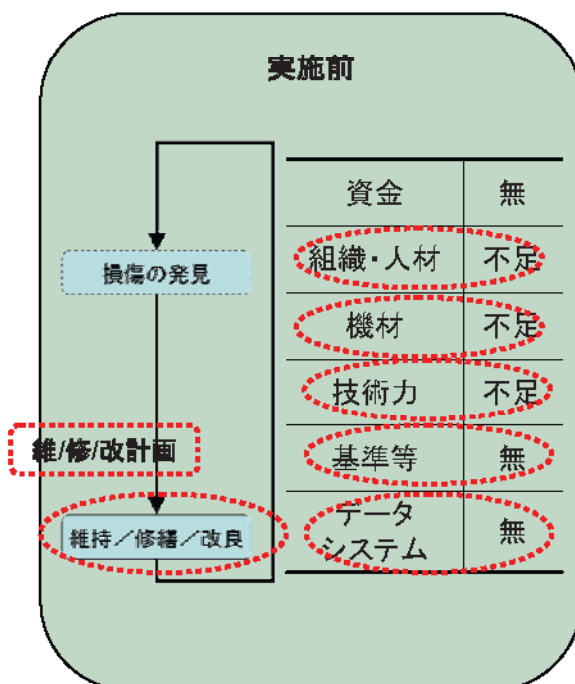 実施前
損傷の発見
維/修/改計画
維持／修繕／改良
資金 無
組織・人材 不足
機材 不足
技術力 不足
基準等 無
データ
システム 無